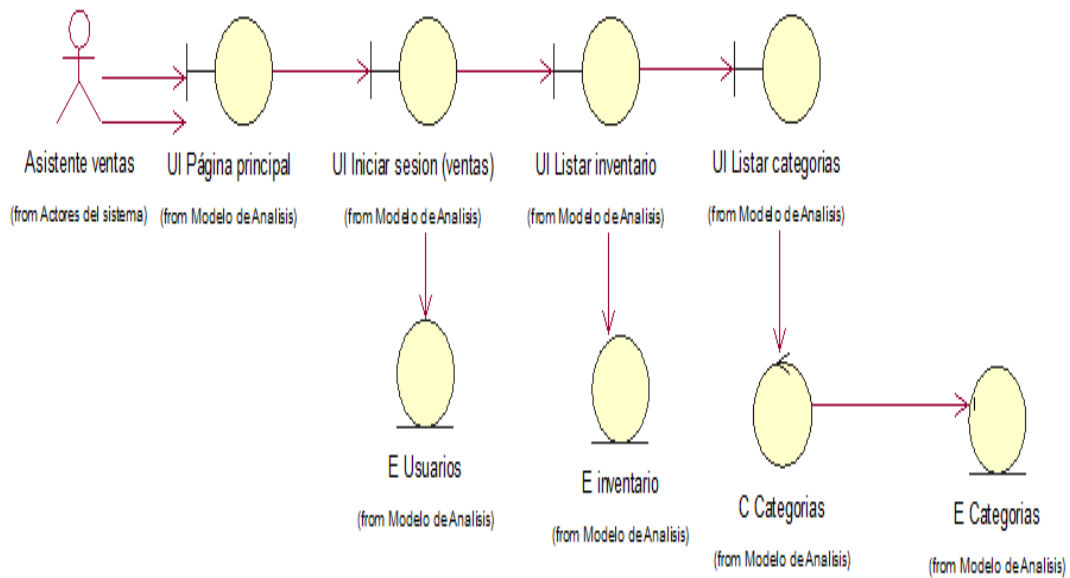 Asistente ventas
(from Actores del sistema)
UI Página principal
(from Modelo de Analisis)
UI Iniciar sesion (ventas)
(from Modelo de Analisis)
UI Listar inventario
(from Modelo de Analisis)
UI Listar categorias
(from Modelo de Analisis)
E Usuarios
(from Modelo de Analisis)
E inventario
(from Modelo de Analisis)
C Categorias
(from Modelo de Analisis)
E Categorias
(from Modelo de Analisis)